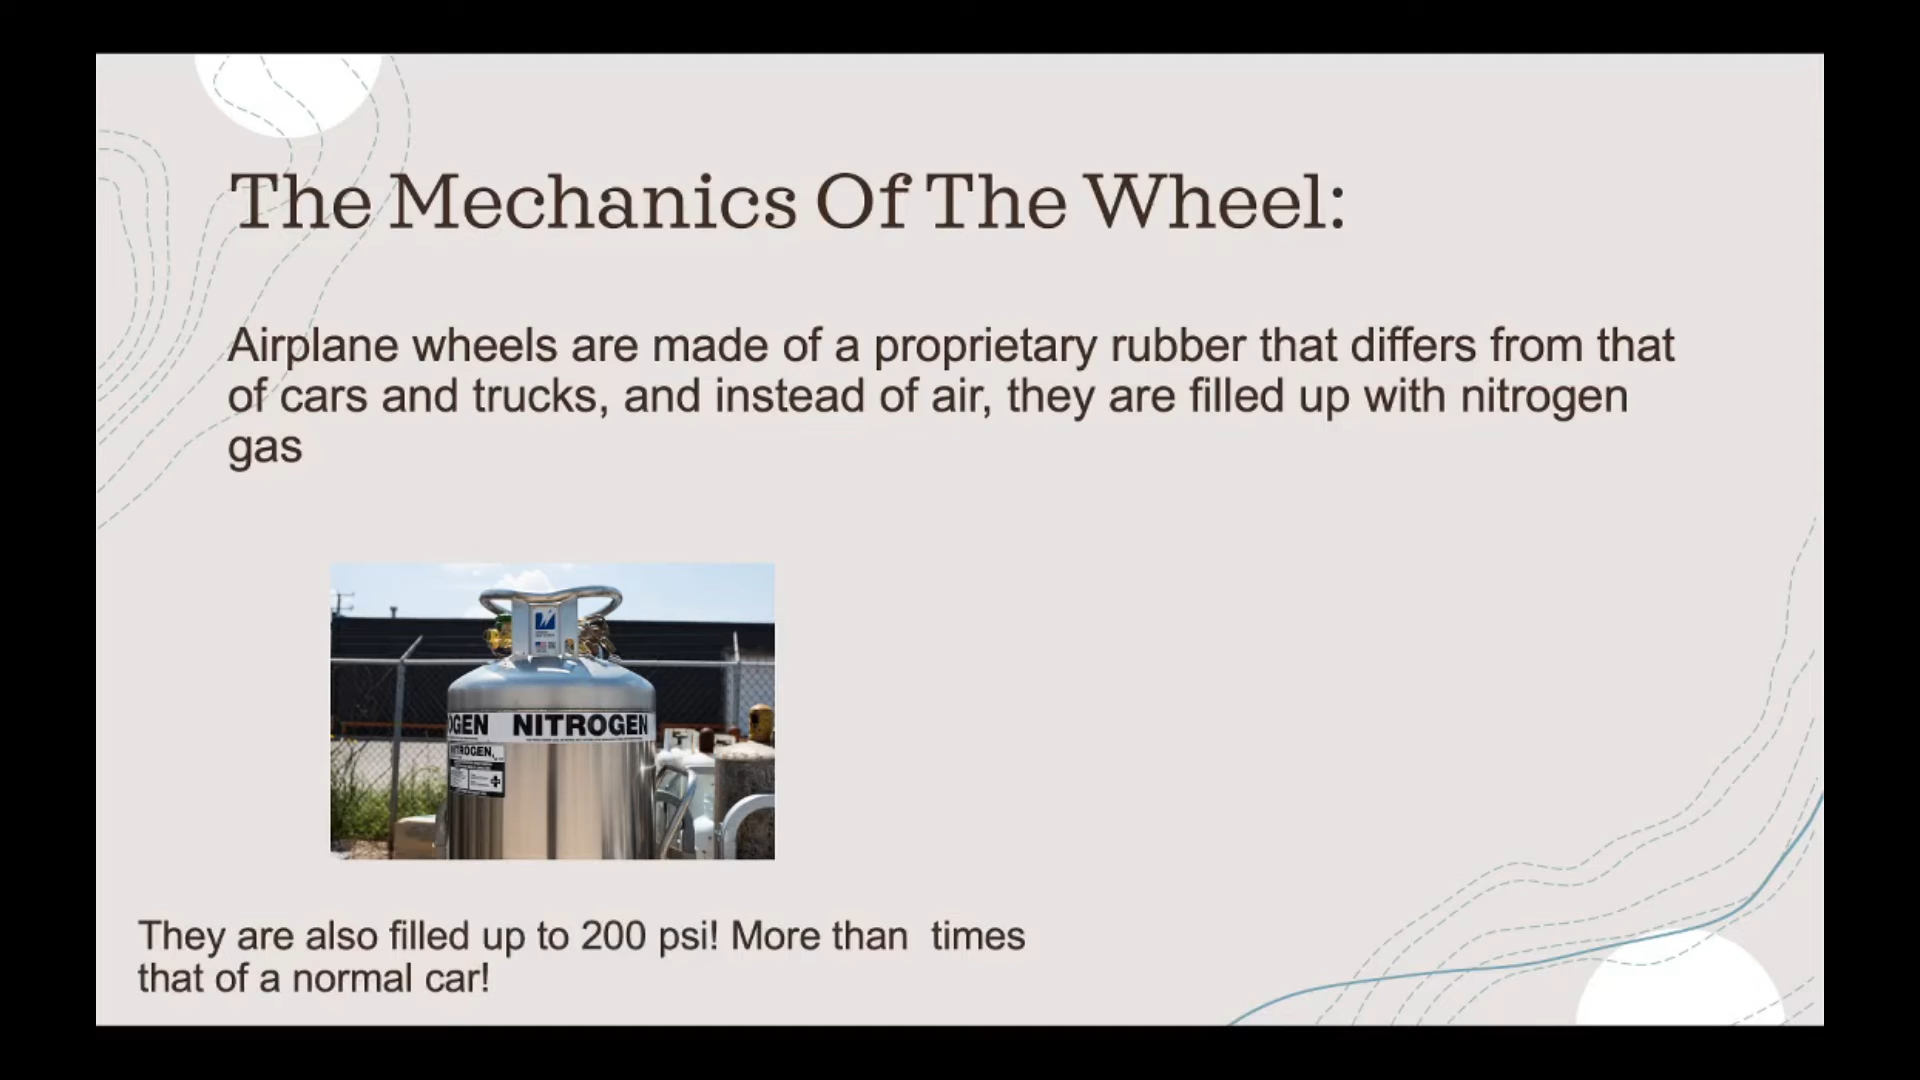 The Mechanics Of The Wheel:
Airplane wheels are made of a proprietary rubber that differs from that
of cars and trucks, and instead of air, they are filled up with nitrogen
gas
OGEN NITROGEN
NITROGEN,
They are also filled up to 200 psi! More than  times
that of a normal car!